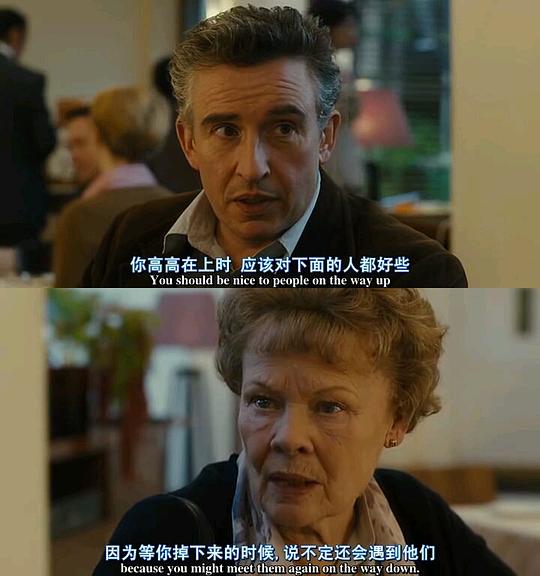 你高高在上时 应该对下面的人都好些
You should be nice to people on the way up
因为等你掉下来的时候, 说不定还会遇到他们
because you might meet them again on the way down.